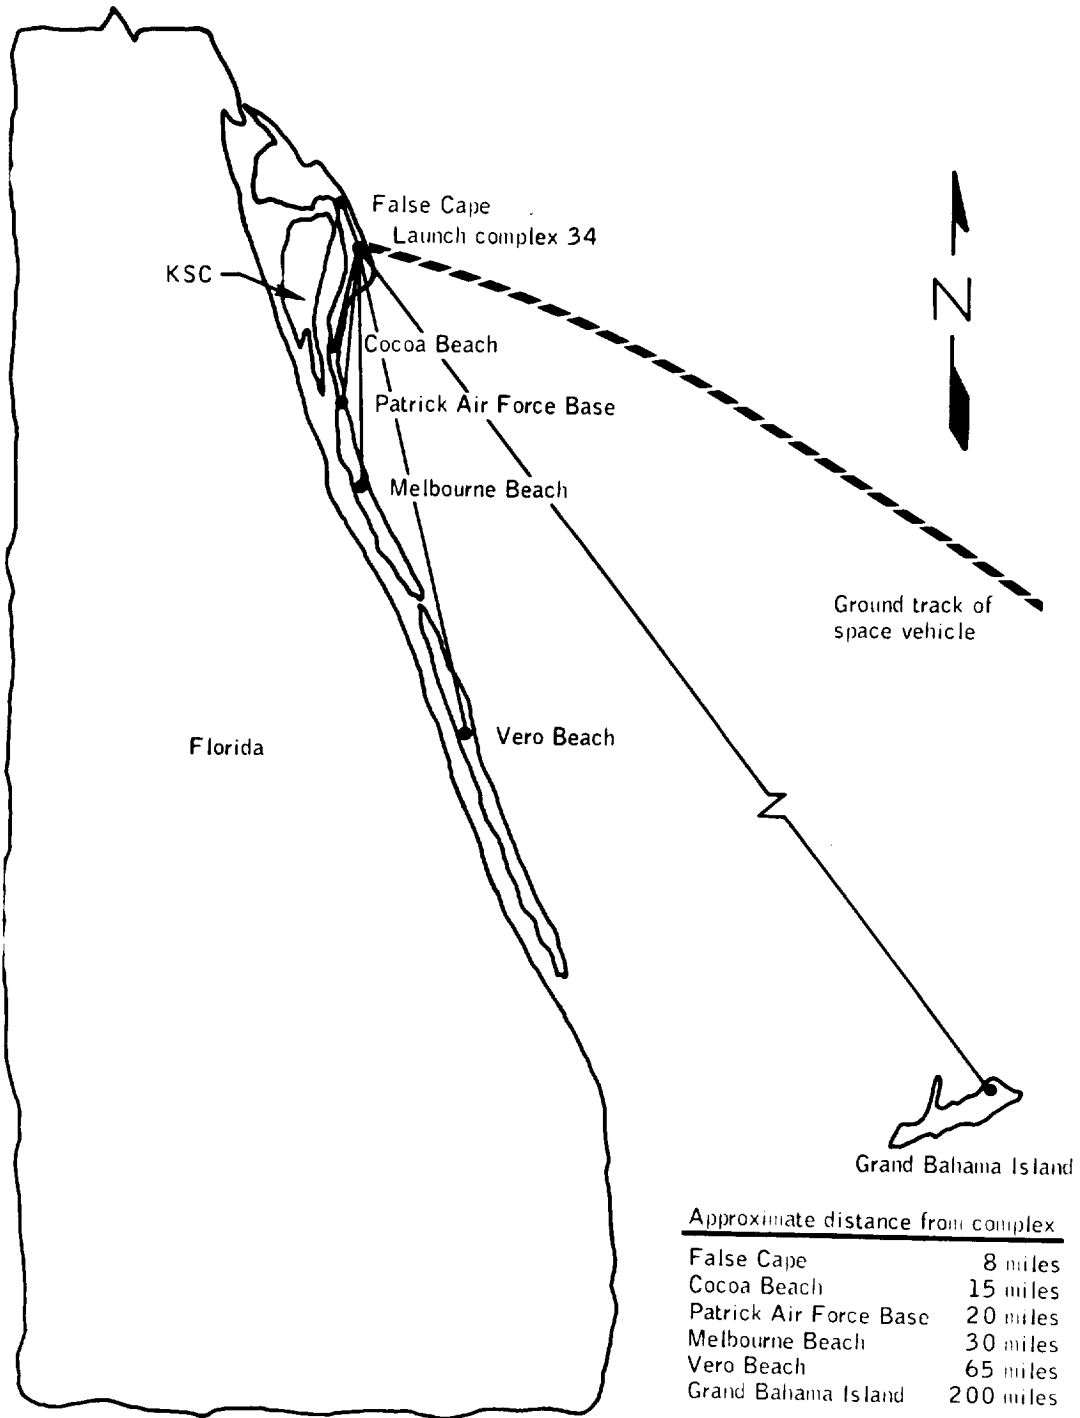 False Cape
Launch complex 34
KSC
N
Cocoa Beach
Patrick Air Force Base
Melbourne Beach
Ground track of
space vehicle
Florida
Vero Beach
Grand Bahama Island
Approximate distance from complex
False Cape 8 miles
Cocoa Beach 15 miles
Patrick Air Force Base 20 miles
Melbourne Beach 30 miles
Vero Beach 65 miles
Grand Bahama Island 200 miles